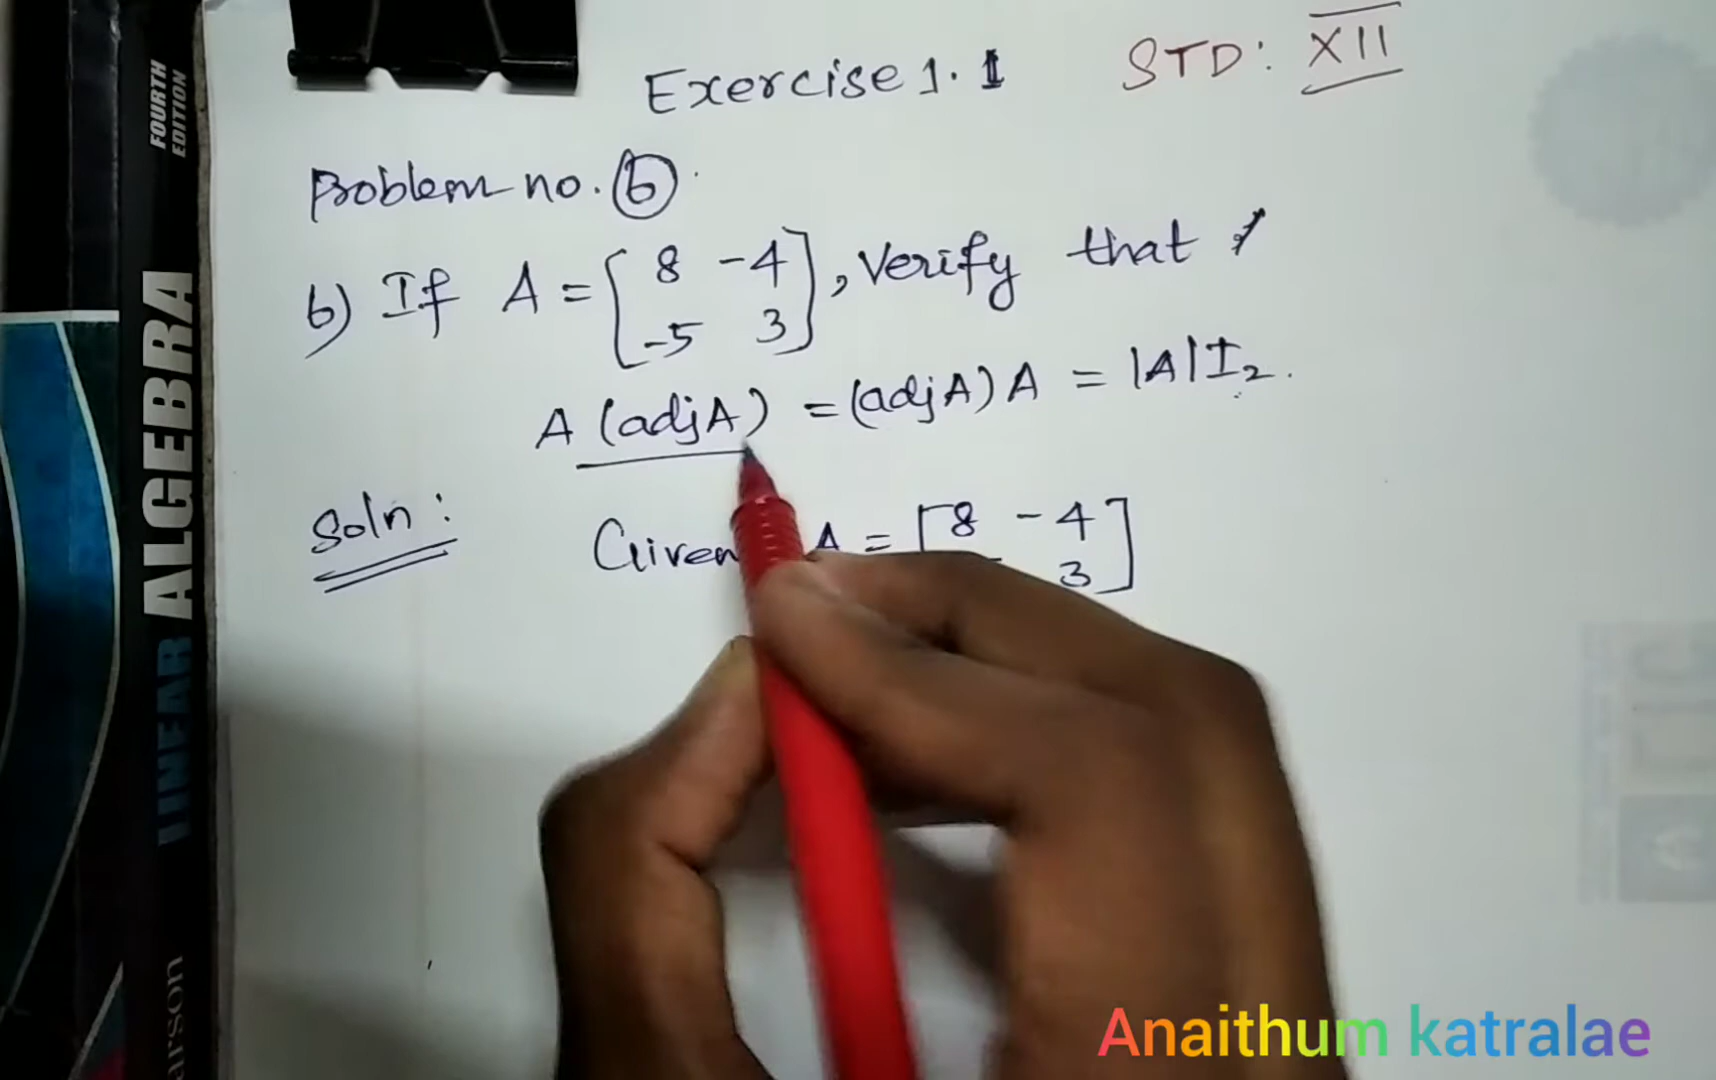 Exercise 1.1 STD: XII
Problem no. 6
6) If A = [8 -4
-5 3], Verify that
A (adjA) = (adjA) A = |A|I₂.
Soln: Given A = [8 -4
3]
FOURTH
EDITION
LINEAR ALGEBRA
Anaithum katralae